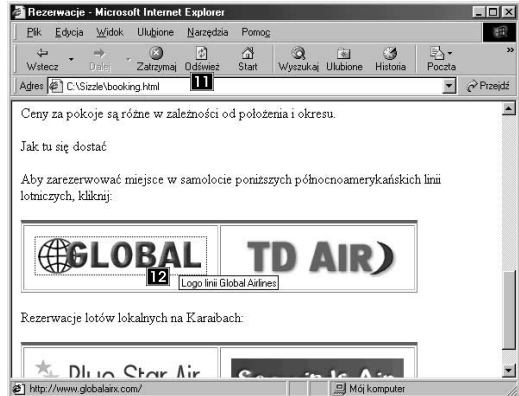 Rezerwacje - Microsoft Internet Explorer
Plik Edycja Widok Ulubione Narzędzia Pomoc
Wstecz Dalej Zatrzymaj Odśwież Start Wyszukaj Ulubione Historia Poczta »
11
Adres C:\Sizzle\booking.html Przejdź
Ceny za pokoje są różne w zależności od położenia i okresu.
Jak tu się dostać
Aby zarezerwować miejsce w samolocie poniższych północnoamerykańskich linii
lotniczych, kliknij:
GLOBAL TD AIR
12 Logo linii Global Airlines
Rezerwacje lotów lokalnych na Karaibach:
Blue Star Air
http://www.globalairx.com/ Mój komputer